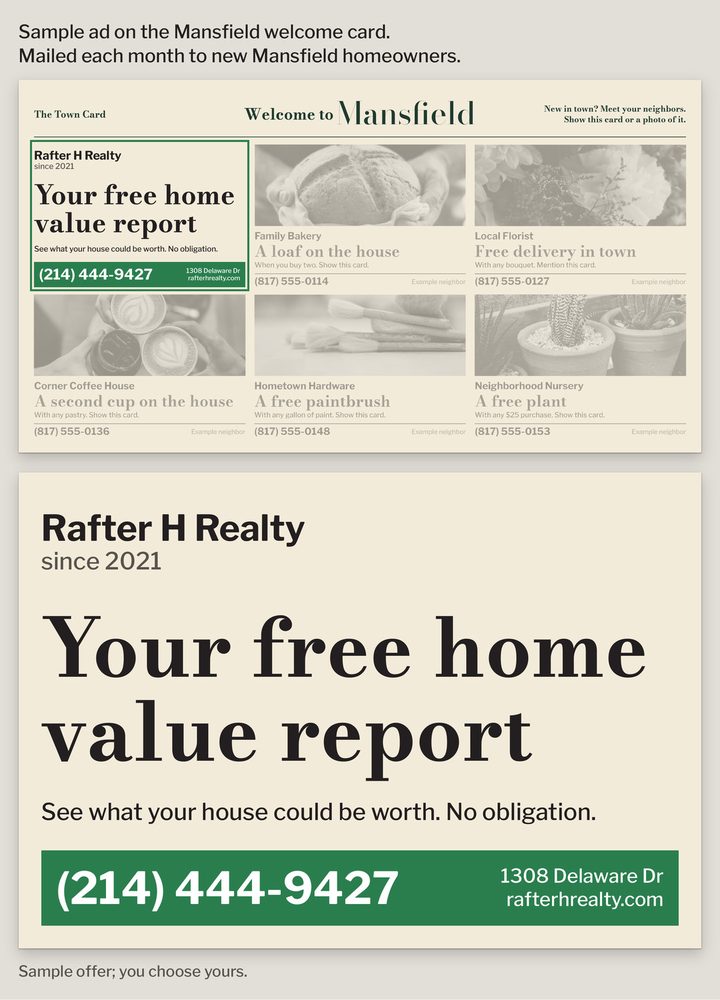 Sample ad on the Mansfield welcome card.
Mailed each month to new Mansfield homeowners.
The Town Card
Welcome to Mansfield
New in town? Meet your neighbors.
Show this card or a photo of it.
Rafter H Realty
since 2021
Your free home
value report
See what your house could be worth. No obligation.
(214) 444-9427
1308 Delaware Dr
rafterhrealty.com
Family Bakery
A loaf on the house
When you buy two. Show this card.
(817) 555-0114
Example neighbor
Local Florist
Free delivery in town
With any bouquet. Mention this card.
(817) 555-0127
Example neighbor
Corner Coffee House
A second cup on the house
With any pastry. Show this card.
(817) 555-0136
Example neighbor
Hometown Hardware
A free paintbrush
With any gallon of paint. Show this card.
(817) 555-0148
Example neighbor
Neighborhood Nursery
A free plant
With any $25 purchase. Show this card.
(817) 555-0153
Example neighbor
Rafter H Realty
since 2021
Your free home
value report
See what your house could be worth. No obligation.
(214) 444-9427
1308 Delaware Dr
rafterhrealty.com
Sample offer; you choose yours.